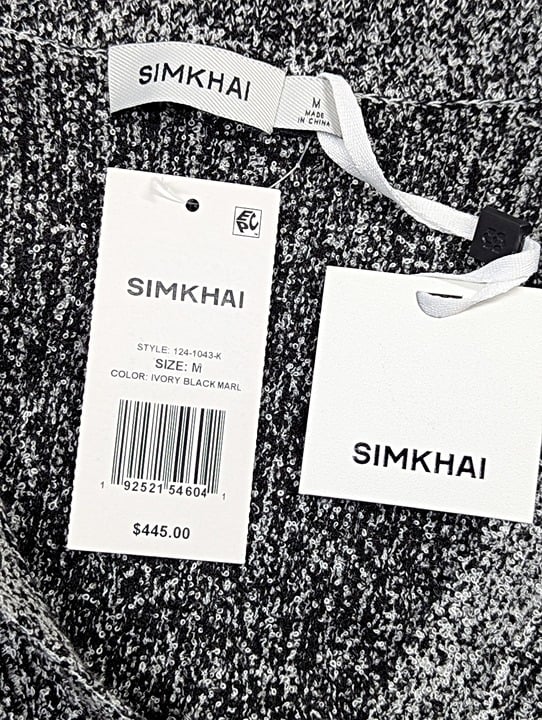 SIMKHAI
M
MADE
IN CHINA
EPC
SIMKHAI
STYLE: 124-1043-K
SIZE: M
COLOR: IVORY BLACK MARL
1 92521 54604 1
$445.00
SIMKHAI